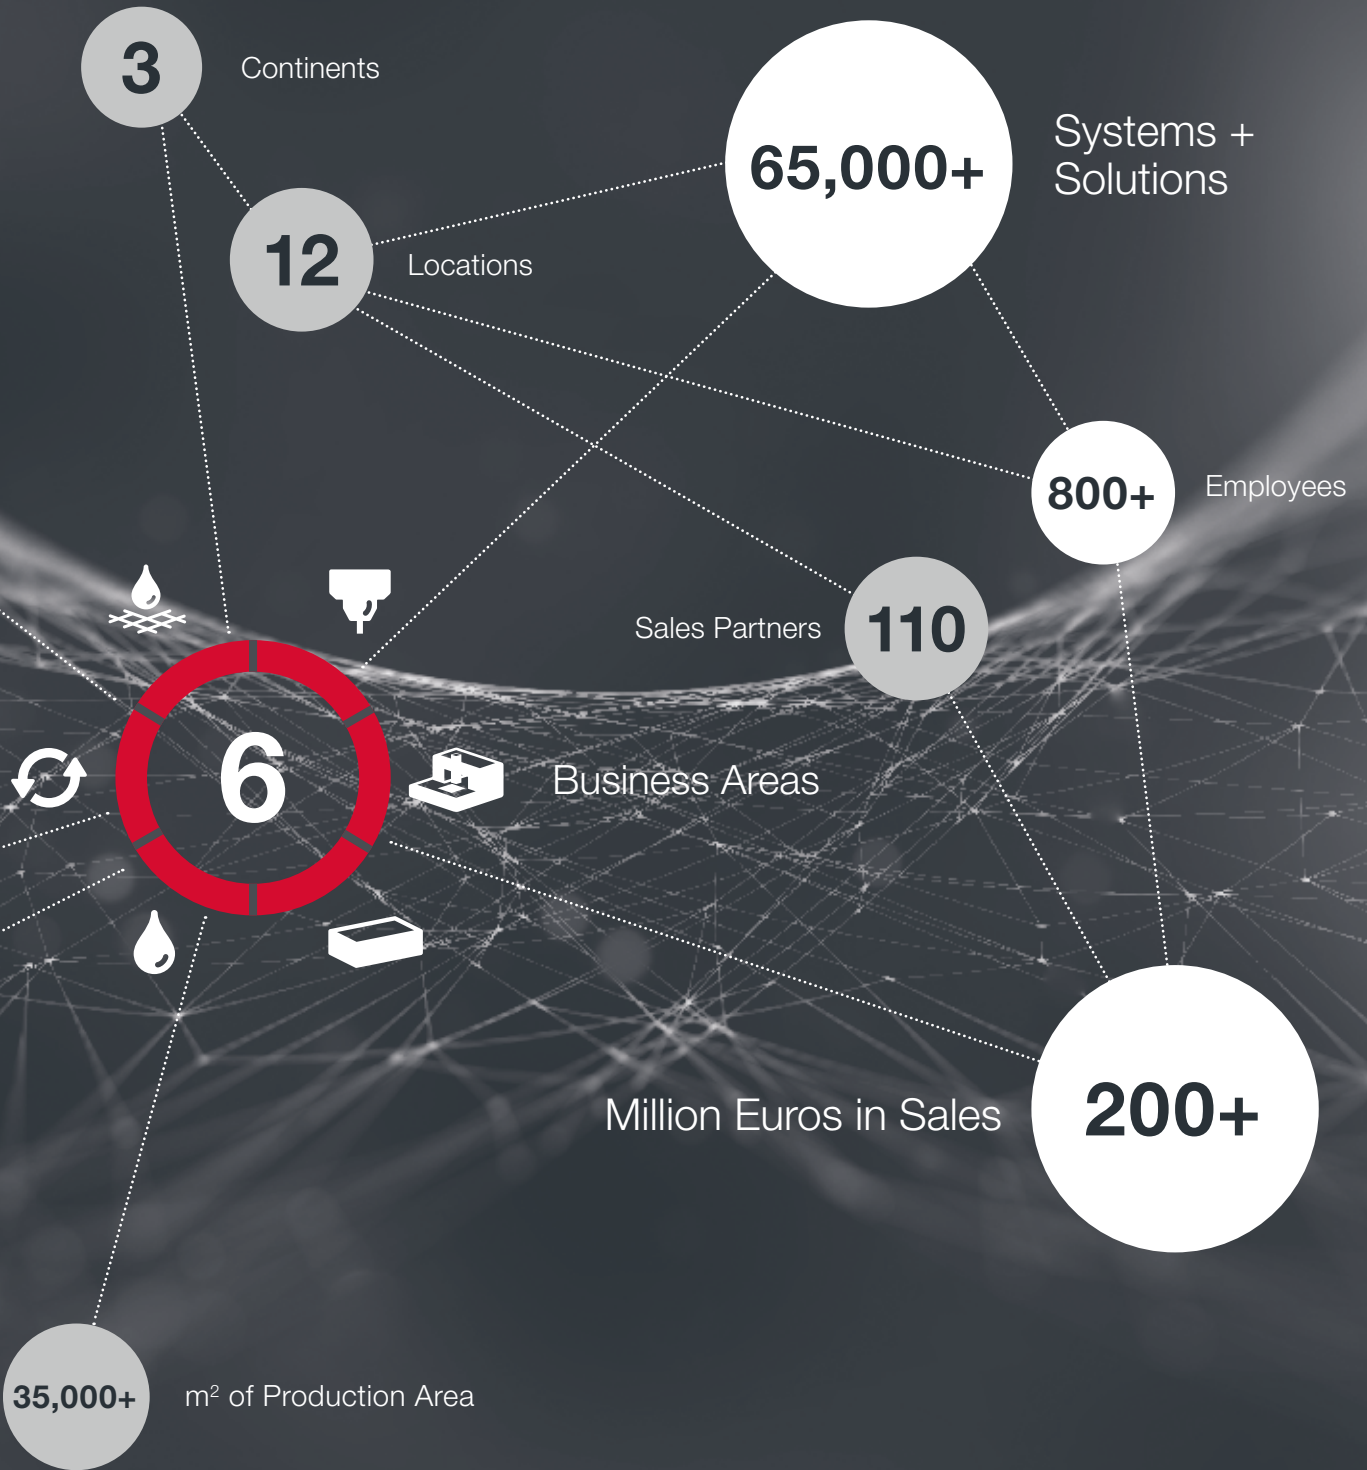 3
Continents
65,000+
Systems +
Solutions
12
Locations
800+
Employees
Sales Partners
110
6
Business Areas
Million Euros in Sales
200+
35,000+
m² of Production Area